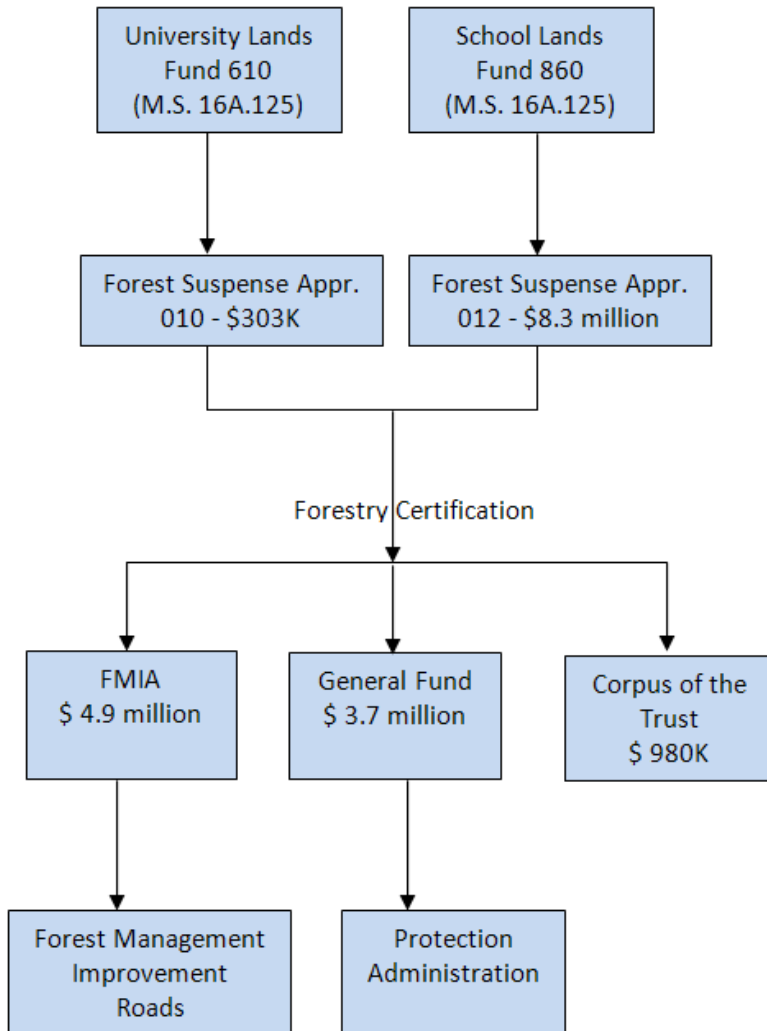 University Lands
Fund 610
(M.S. 16A.125)
School Lands
Fund 860
(M.S. 16A.125)
Forest Suspense Appr.
010 - $303K
Forest Suspense Appr.
012 - $8.3 million
Forestry Certification
FMIA
$ 4.9 million
General Fund
$ 3.7 million
Corpus of the
Trust
$ 980K
Forest Management
Improvement
Roads
Protection
Administration